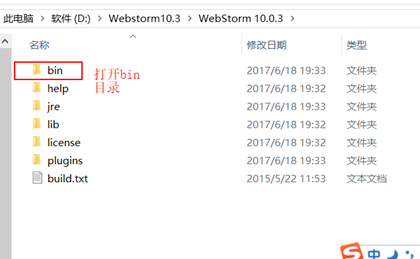 此电脑 > 软件 (D:) > Webstorm10.3 > WebStorm 10.0.3 >
名称 修改日期 类型
bin 2017/6/18 19:33 文件夹
打开bin
目录
help 2017/6/18 19:32 文件夹
jre 2017/6/18 19:33 文件夹
lib 2017/6/18 19:32 文件夹
license 2017/6/18 19:32 文件夹
plugins 2017/6/18 19:33 文件夹
build.txt 2015/5/22 11:53 文本文档
S 中